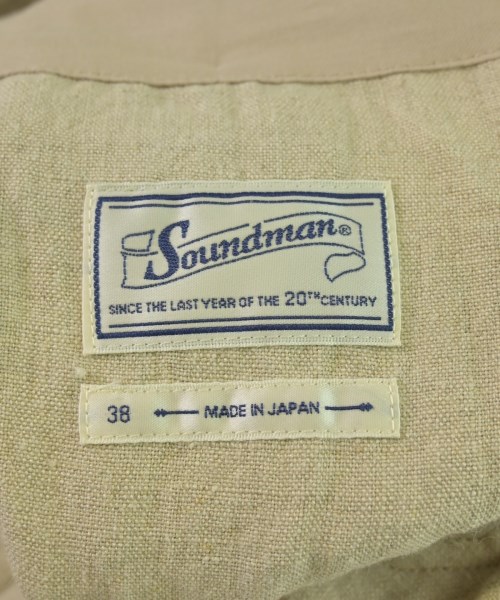 Soundman®
SINCE THE LAST YEAR OF THE 20TH CENTURY
38 MADE IN JAPAN